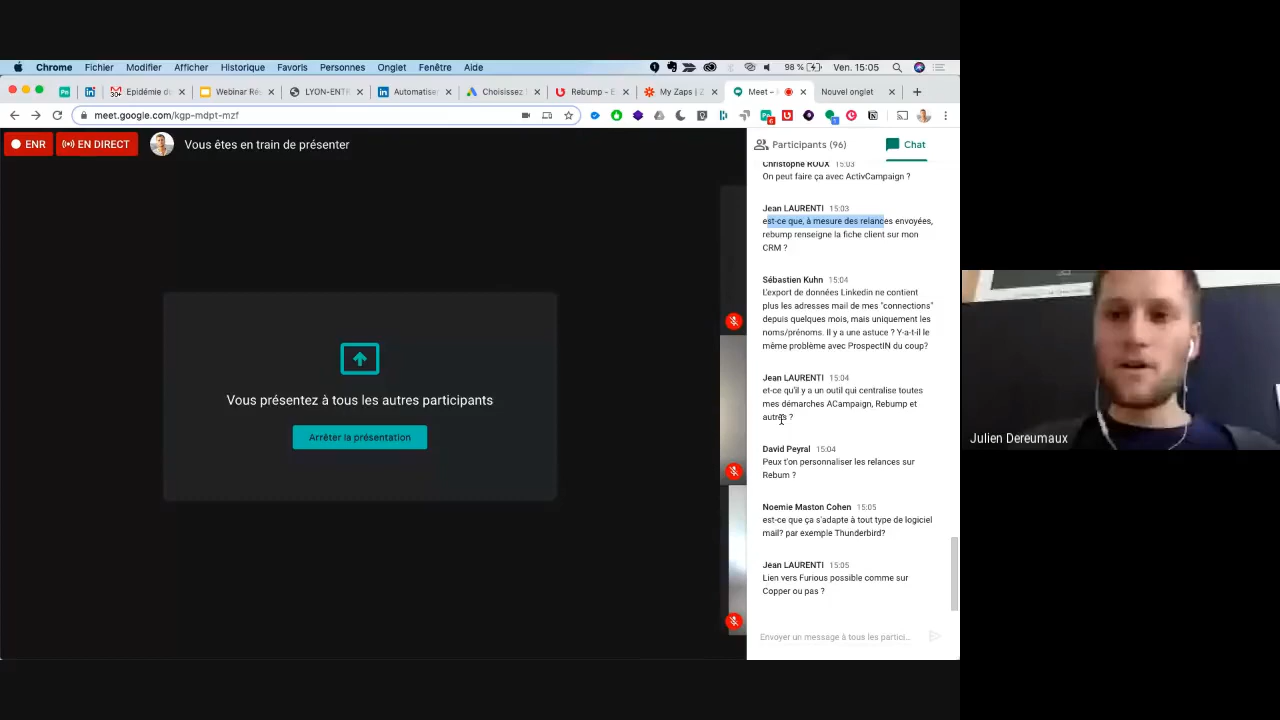 Chrome Fichier Modifier Afficher Historique Favoris Personnes Onglet Fenêtre Aide 98 % Ven. 15:05
Epidémie de
Webinar Ré
LYON-ENTR
Automatiser
Choisissez
Rebump - E
My Zaps | Z
Meet –
Nouvel onglet
meet.google.com/kgp-mdpt-mzf
ENR
EN DIRECT
Vous êtes en train de présenter
Participants (96)
Chat
Christophe ROUX 15:03
On peut faire ça avec ActivCampaign ?
Jean LAURENTI 15:03
est-ce que, à mesure des relances envoyées,
rebump renseigne la fiche client sur mon
CRM ?
Sébastien Kuhn 15:04
L'export de données Linkedin ne contient
plus les adresses mail de mes "connections"
depuis quelques mois, mais uniquement les
noms/prénoms. Il y a une astuce ? Y-a-t-il le
même problème avec ProspectIN du coup?
Jean LAURENTI 15:04
et-ce qu'il y a un outil qui centralise toutes
mes démarches ACampaign, Rebump et
autres ?
David Peyral 15:04
Peux t'on personnaliser les relances sur
Rebum ?
Noemie Maston Cohen 15:05
est-ce que ça s'adapte à tout type de logiciel
mail? par exemple Thunderbird?
Jean LAURENTI 15:05
Lien vers Furious possible comme sur
Copper ou pas ?
Envoyer un message à tous les partici...
Vous présentez à tous les autres participants
Arrêter la présentation
Julien Dereumaux